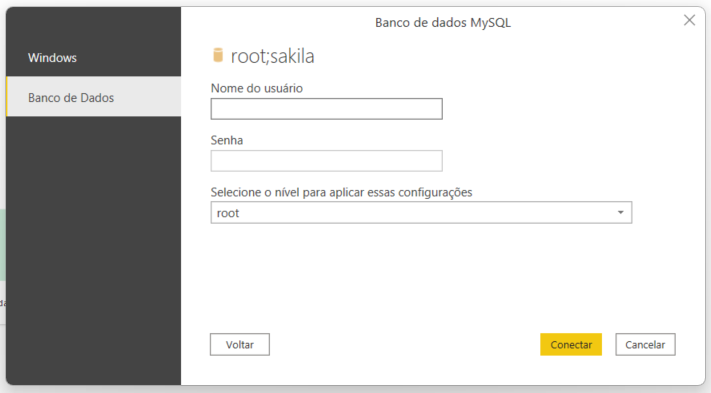 Banco de dados MySQL
Windows
Banco de Dados
root;sakila
Nome do usuário
Senha
Selecione o nível para aplicar essas configurações
root
Voltar
Conectar
Cancelar